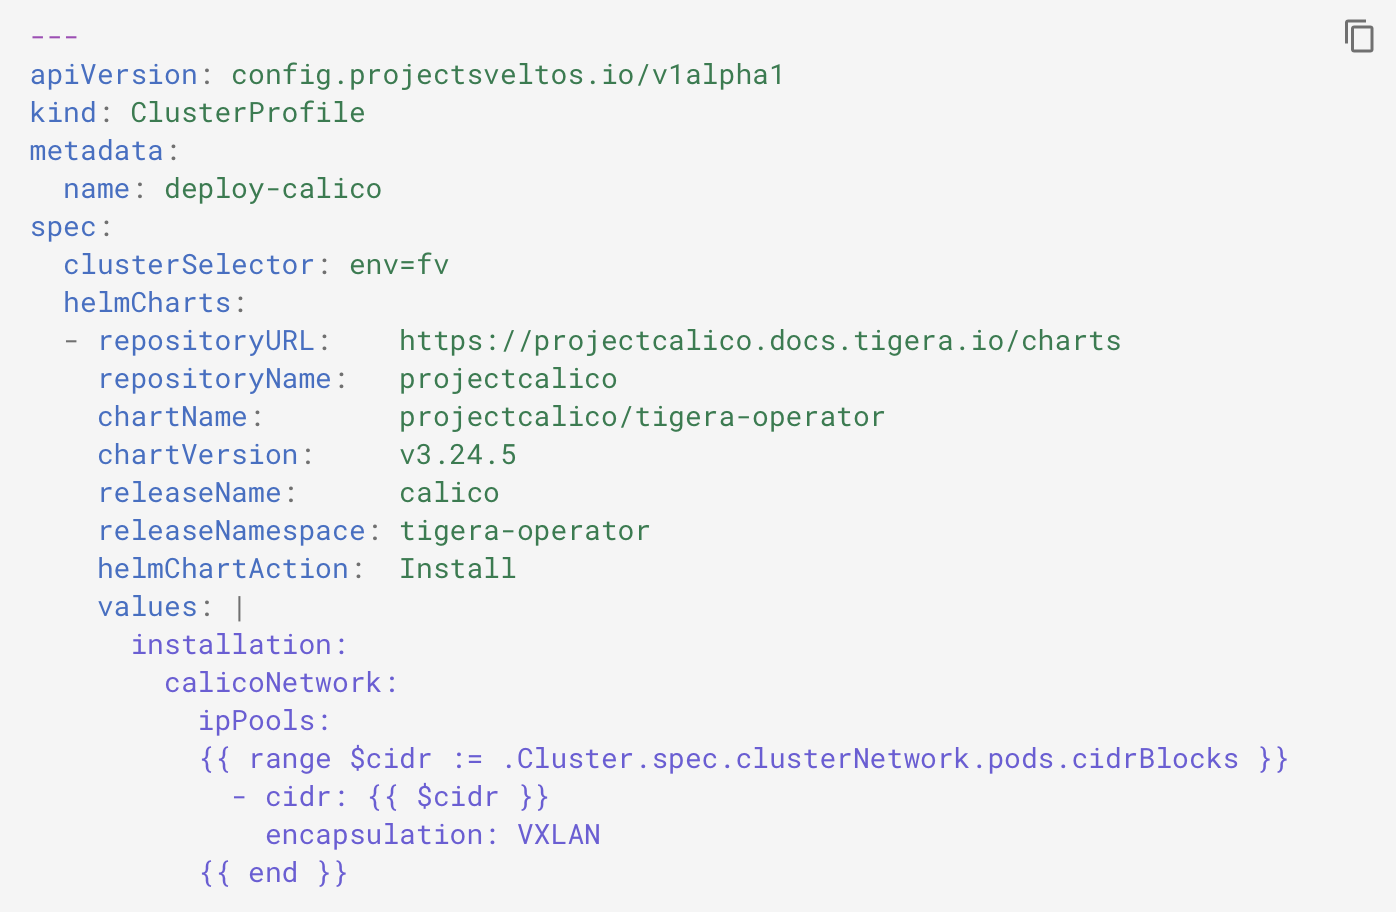 ---
apiVersion: config.projectsveltos.io/v1alpha1
kind: ClusterProfile
metadata:
  name: deploy-calico
spec:
  clusterSelector: env=fv
  helmCharts:
  - repositoryURL:    https://projectcalico.docs.tigera.io/charts
    repositoryName:   projectcalico
    chartName:        projectcalico/tigera-operator
    chartVersion:     v3.24.5
    releaseName:      calico
    releaseNamespace: tigera-operator
    helmChartAction:  Install
    values: |
      installation:
        calicoNetwork:
          ipPools:
          {{ range $cidr := .Cluster.spec.clusterNetwork.pods.cidrBlocks }}
            - cidr: {{ $cidr }}
              encapsulation: VXLAN
          {{ end }}